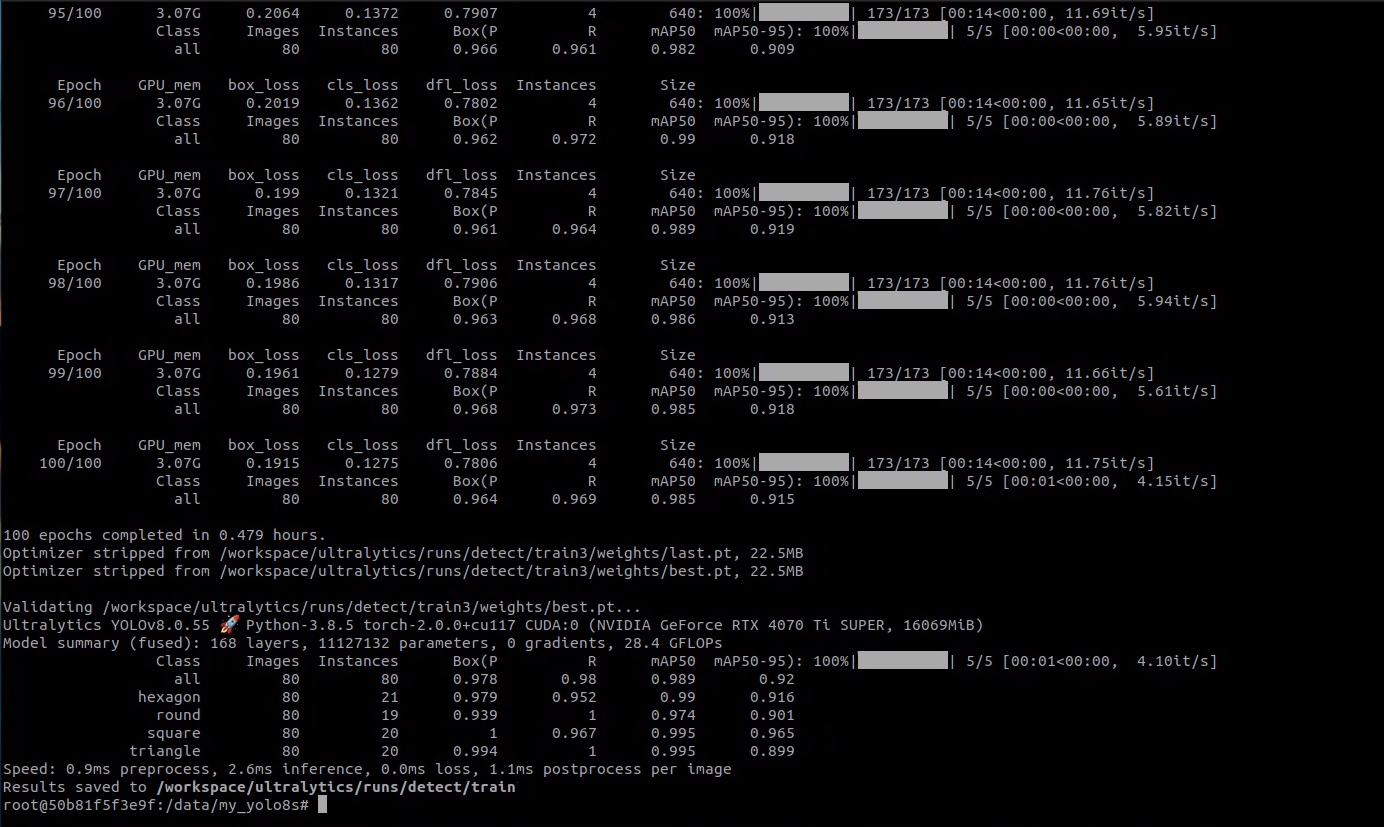 95/100 3.07G 0.2064 0.1372 0.7907 4 640: 100%|██████████| 173/173 [00:14<00:00, 11.69it/s]
Class Images Instances Box(P R mAP50 mAP50-95): 100%|██████████| 5/5 [00:00<00:00, 5.95it/s]
all 80 80 0.966 0.961 0.982 0.909
Epoch GPU_mem box_loss cls_loss dfl_loss Instances Size
96/100 3.07G 0.2019 0.1362 0.7802 4 640: 100%|██████████| 173/173 [00:14<00:00, 11.65it/s]
Class Images Instances Box(P R mAP50 mAP50-95): 100%|██████████| 5/5 [00:00<00:00, 5.89it/s]
all 80 80 0.962 0.972 0.99 0.918
Epoch GPU_mem box_loss cls_loss dfl_loss Instances Size
97/100 3.07G 0.199 0.1321 0.7845 4 640: 100%|██████████| 173/173 [00:14<00:00, 11.76it/s]
Class Images Instances Box(P R mAP50 mAP50-95): 100%|██████████| 5/5 [00:00<00:00, 5.82it/s]
all 80 80 0.961 0.964 0.989 0.919
Epoch GPU_mem box_loss cls_loss dfl_loss Instances Size
98/100 3.07G 0.1986 0.1317 0.7906 4 640: 100%|██████████| 173/173 [00:14<00:00, 11.76it/s]
Class Images Instances Box(P R mAP50 mAP50-95): 100%|██████████| 5/5 [00:00<00:00, 5.94it/s]
all 80 80 0.963 0.968 0.986 0.913
Epoch GPU_mem box_loss cls_loss dfl_loss Instances Size
99/100 3.07G 0.1961 0.1279 0.7884 4 640: 100%|██████████| 173/173 [00:14<00:00, 11.66it/s]
Class Images Instances Box(P R mAP50 mAP50-95): 100%|██████████| 5/5 [00:00<00:00, 5.61it/s]
all 80 80 0.968 0.973 0.985 0.918
Epoch GPU_mem box_loss cls_loss dfl_loss Instances Size
100/100 3.07G 0.1915 0.1275 0.7806 4 640: 100%|██████████| 173/173 [00:14<00:00, 11.75it/s]
Class Images Instances Box(P R mAP50 mAP50-95): 100%|██████████| 5/5 [00:01<00:00, 4.15it/s]
all 80 80 0.964 0.969 0.985 0.915
100 epochs completed in 0.479 hours.
Optimizer stripped from /workspace/ultralytics/runs/detect/train3/weights/last.pt, 22.5MB
Optimizer stripped from /workspace/ultralytics/runs/detect/train3/weights/best.pt, 22.5MB
Validating /workspace/ultralytics/runs/detect/train3/weights/best.pt...
Ultralytics YOLOv8.0.55 🚀 Python-3.8.5 torch-2.0.0+cu117 CUDA:0 (NVIDIA GeForce RTX 4070 Ti SUPER, 16069MiB)
Model summary (fused): 168 layers, 11127132 parameters, 0 gradients, 28.4 GFLOPs
Class Images Instances Box(P R mAP50 mAP50-95): 100%|██████████| 5/5 [00:01<00:00, 4.10it/s]
all 80 80 0.978 0.98 0.989 0.92
hexagon 80 21 0.979 0.952 0.99 0.916
round 80 19 0.939 1 0.974 0.901
square 80 20 1 0.967 0.995 0.965
triangle 80 20 0.994 1 0.995 0.899
Speed: 0.9ms preprocess, 2.6ms inference, 0.0ms loss, 1.1ms postprocess per image
Results saved to /workspace/ultralytics/runs/detect/train
root@50b81f5f3e9f:/data/my_yolo8s#